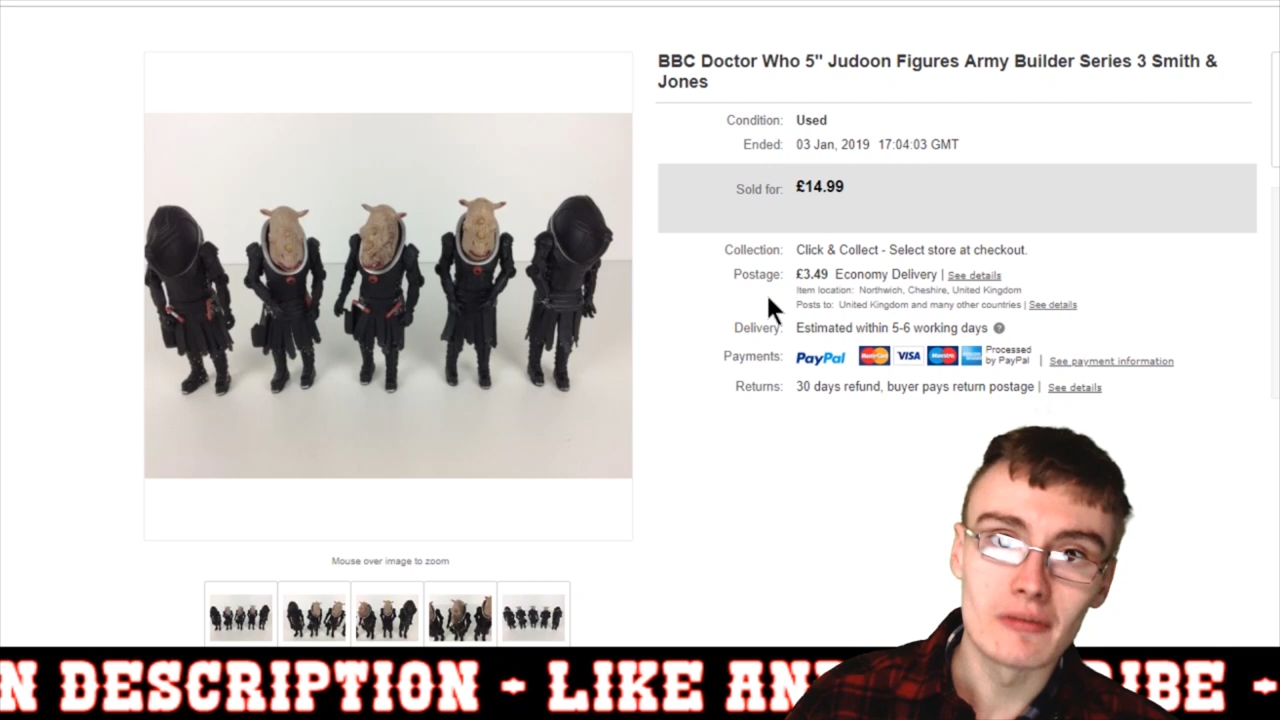 BBC Doctor Who 5" Judoon Figures Army Builder Series 3 Smith &
Jones
Condition: Used
Ended: 03 Jan, 2019 17:04:03 GMT
Sold for: £14.99
Collection: Click & Collect - Select store at checkout.
Postage: £3.49 Economy Delivery | See details
Item location: Northwich, Cheshire, United Kingdom
Posts to: United Kingdom and many other countries | See details
Delivery: Estimated within 5-6 working days
Payments: PayPal MasterCard VISA Maestro Processed by PayPal | See payment information
Returns: 30 days refund, buyer pays return postage | See details
Mouse over image to zoom
N DESCRIPTION - LIKE AN IBE -